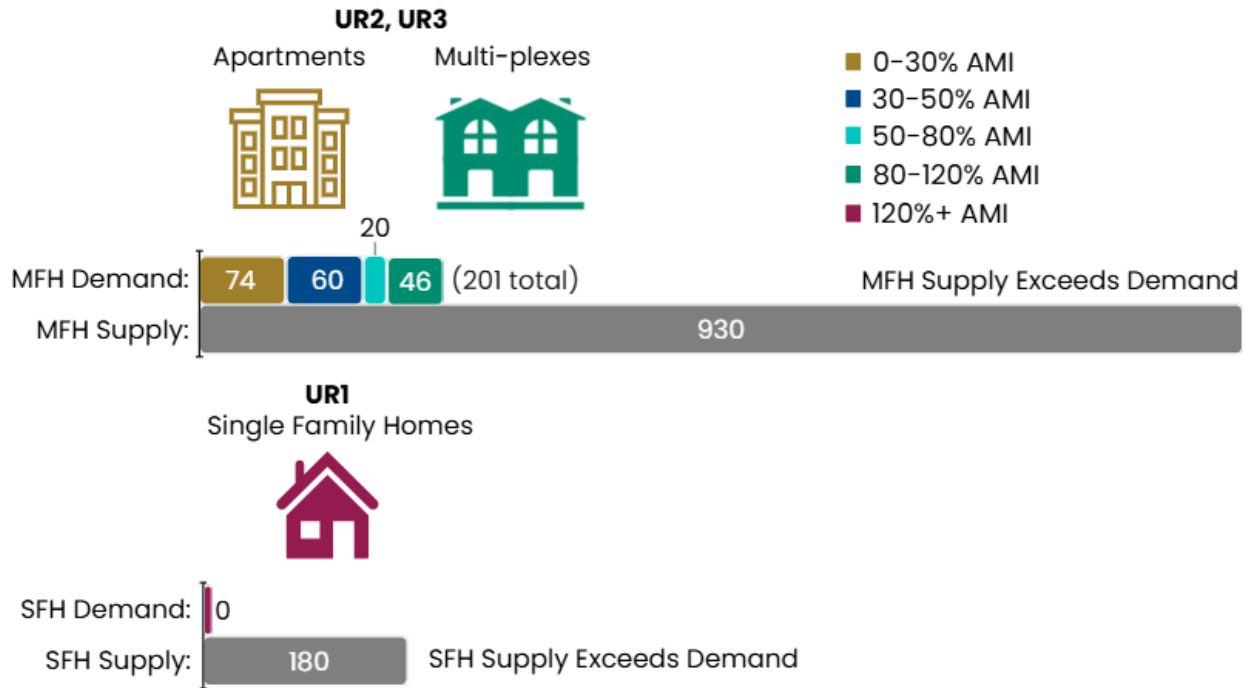 UR2, UR3
Apartments Multi-plexes
0-30% AMI
30-50% AMI
50-80% AMI
80-120% AMI
120%+ AMI
20
MFH Demand: 74 60 46 (201 total) MFH Supply Exceeds Demand
MFH Supply: 930
UR1
Single Family Homes
SFH Demand: 0
SFH Supply: 180 SFH Supply Exceeds Demand